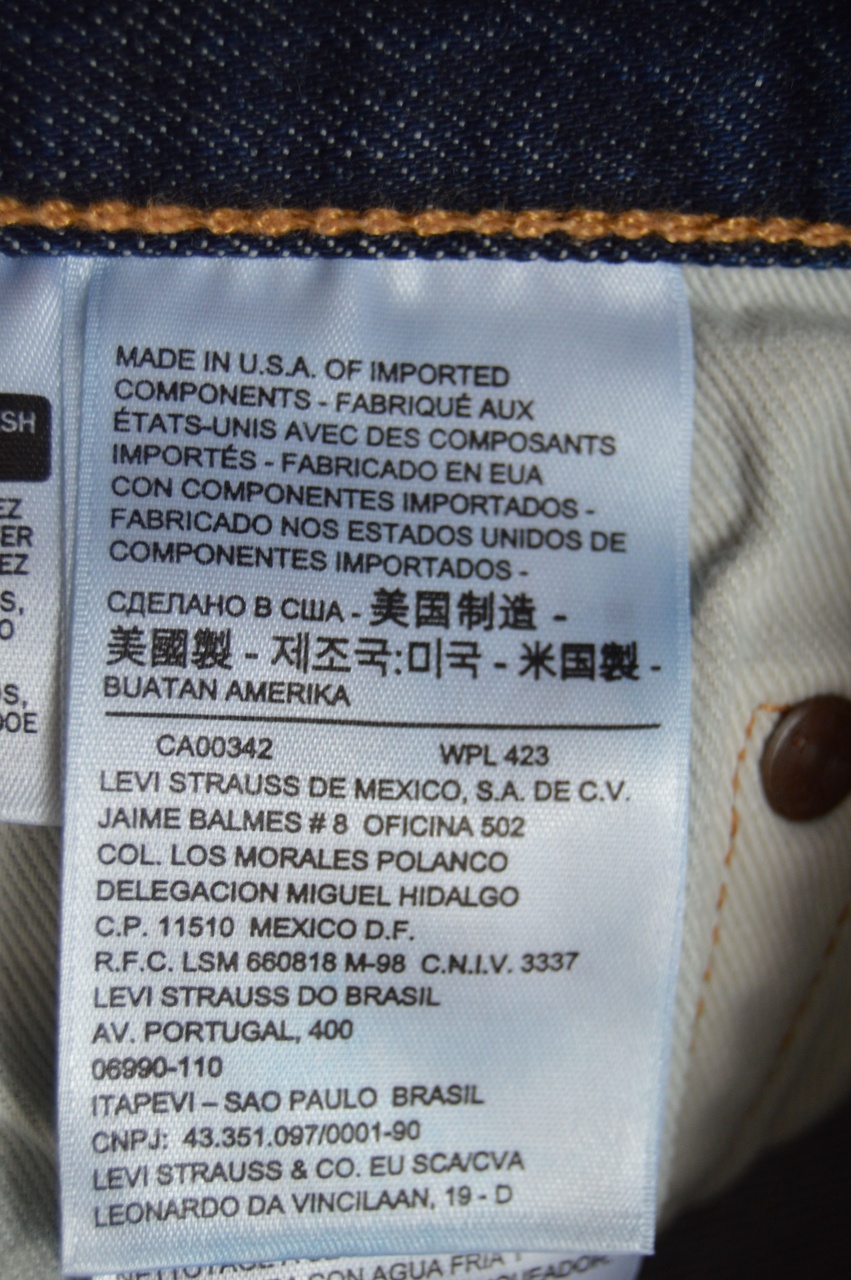 MADE IN U.S.A. OF IMPORTED
COMPONENTS - FABRIQUÉ AUX
ÉTATS-UNIS AVEC DES COMPOSANTS
IMPORTÉS - FABRICADO EN EUA
CON COMPONENTES IMPORTADOS -
FABRICADO NOS ESTADOS UNIDOS DE
COMPONENTES IMPORTADOS -
СДЕЛАНО В США - 美国制造 -
美國製 - 제조국:미국 - 米国製 -
BUATAN AMERIKA
CA00342 WPL 423
LEVI STRAUSS DE MEXICO, S.A. DE C.V.
JAIME BALMES # 8 OFICINA 502
COL. LOS MORALES POLANCO
DELEGACION MIGUEL HIDALGO
C.P. 11510 MEXICO D.F.
R.F.C. LSM 660818 M-98 C.N.I.V. 3337
LEVI STRAUSS DO BRASIL
AV. PORTUGAL, 400
06990-110
ITAPEVI – SAO PAULO BRASIL
CNPJ: 43.351.097/0001-90
LEVI STRAUSS & CO. EU SCA/CVA
LEONARDO DA VINCILAAN, 19 - D
CON AGUA FRIA